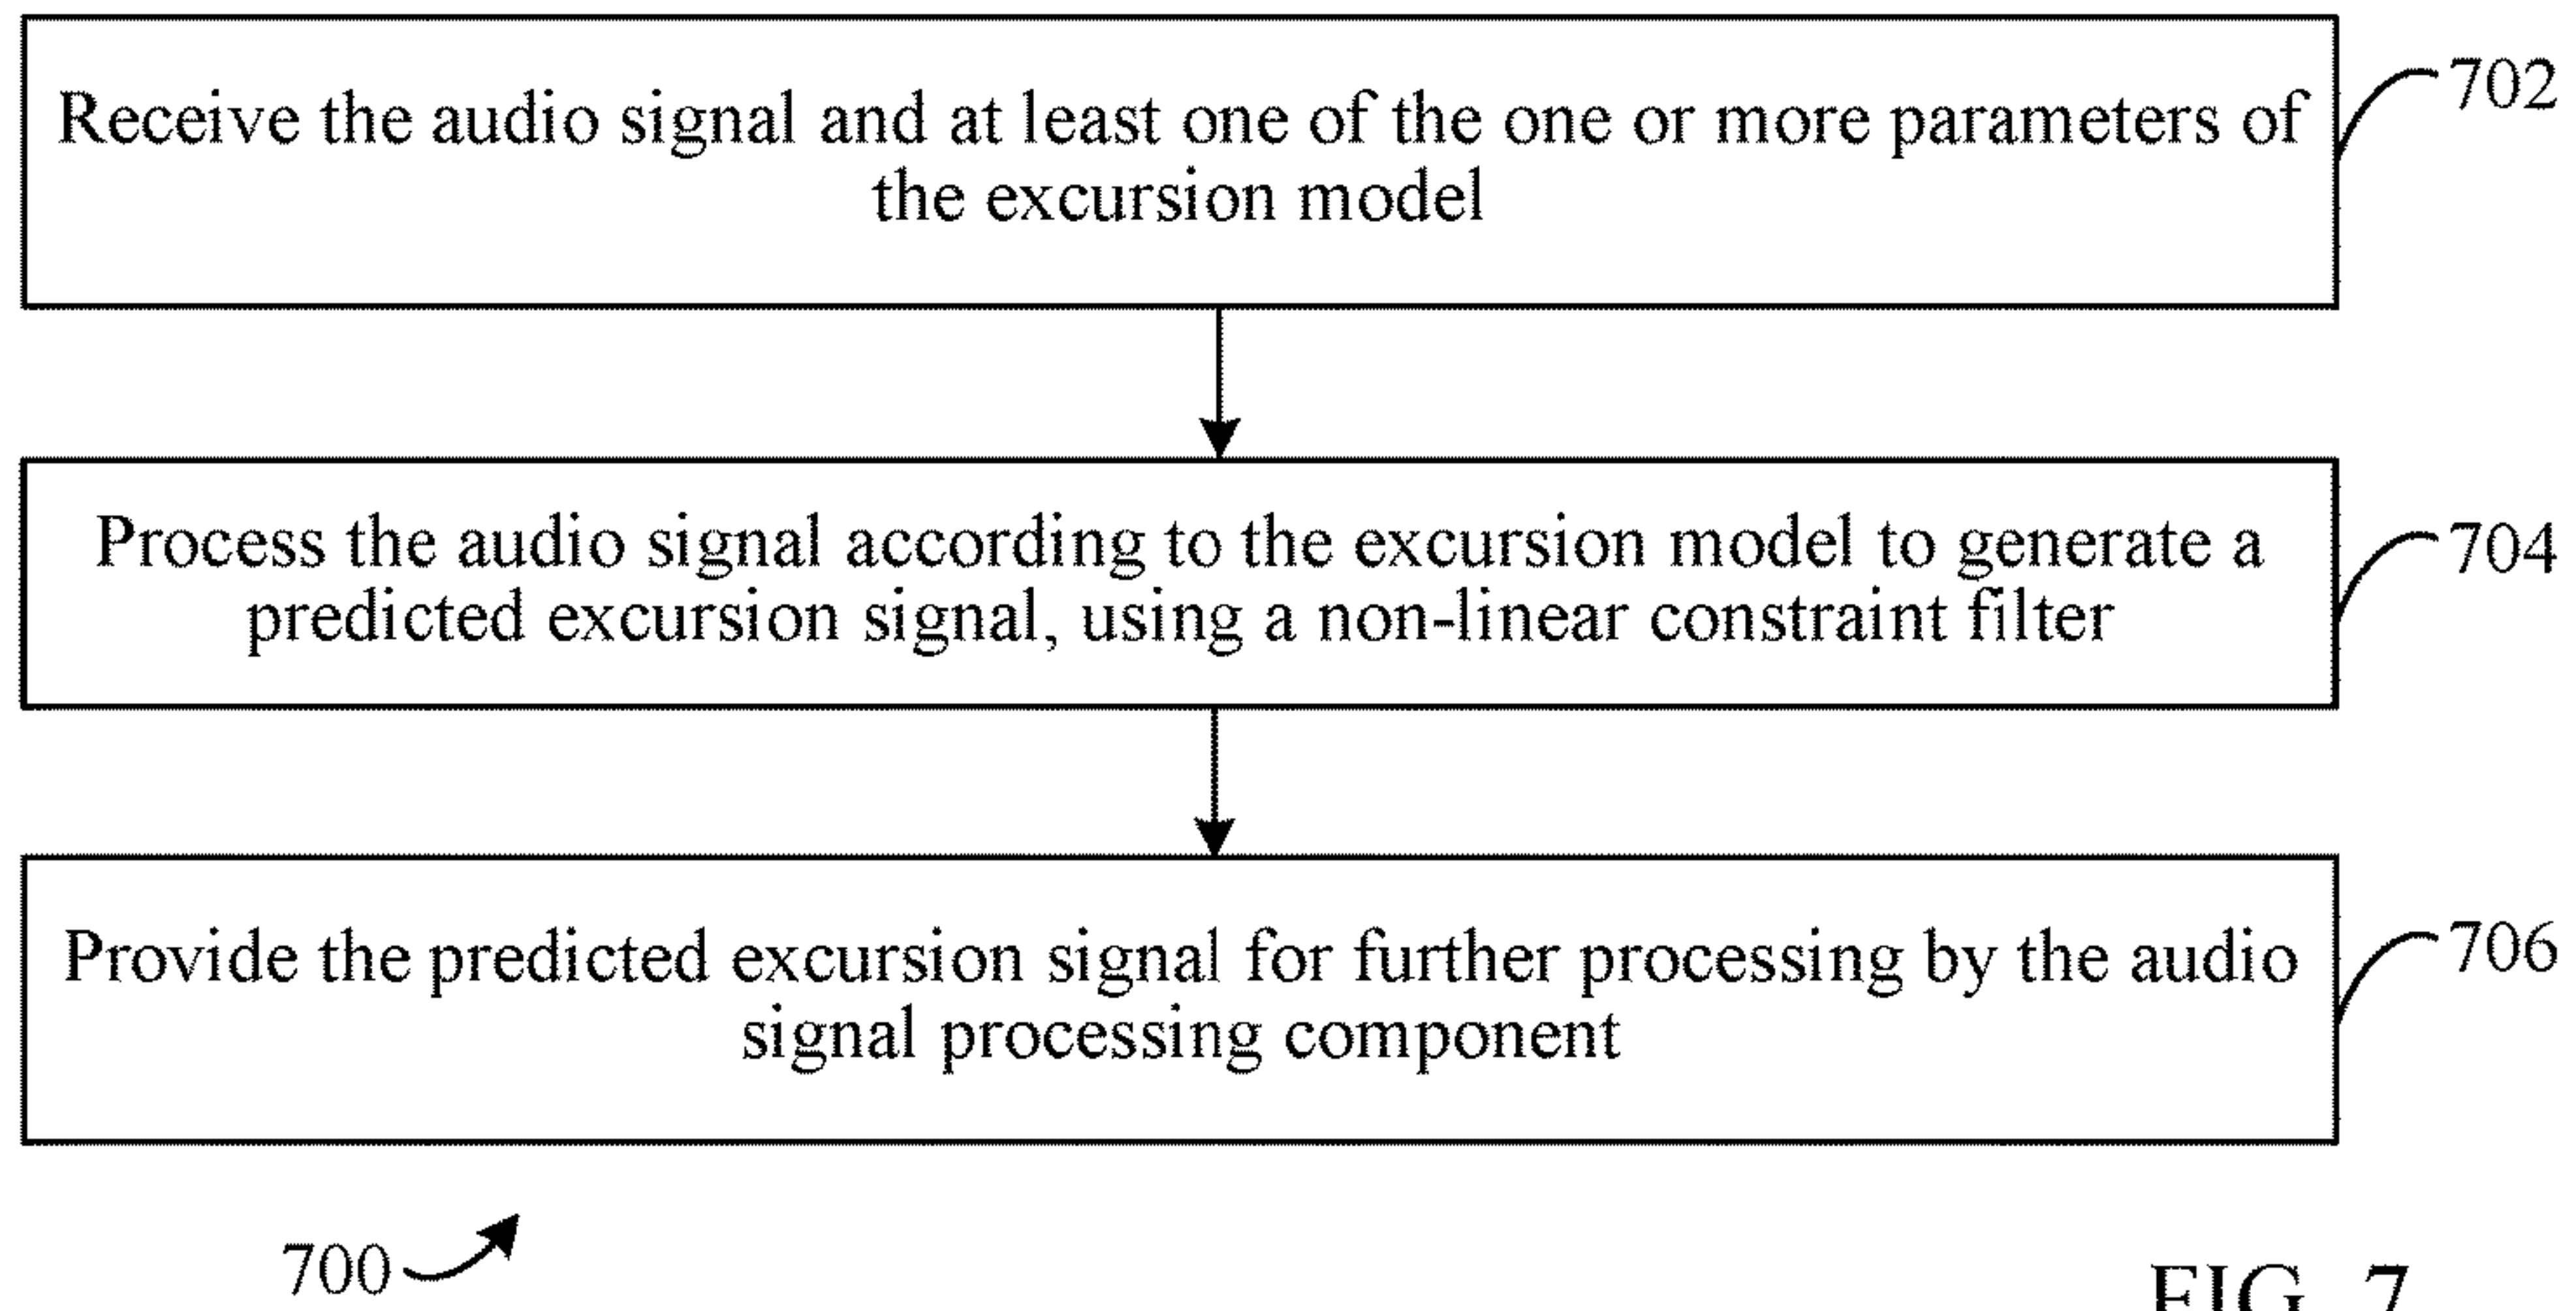 Receive the audio signal and at least one of the one or more parameters of
the excursion model
702
Process the audio signal according to the excursion model to generate a
predicted excursion signal, using a non-linear constraint filter
704
Provide the predicted excursion signal for further processing by the audio
signal processing component
706
700
FIG. 7